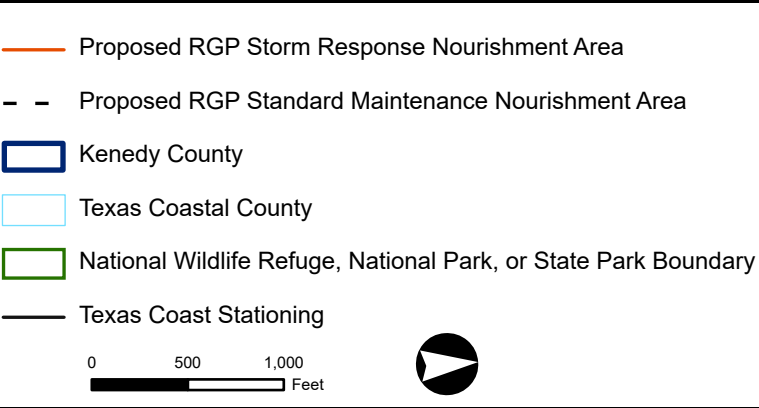 Proposed RGP Storm Response Nourishment Area
Proposed RGP Standard Maintenance Nourishment Area
Kenedy County
Texas Coastal County
National Wildlife Refuge, National Park, or State Park Boundary
Texas Coast Stationing
0 500 1,000
Feet